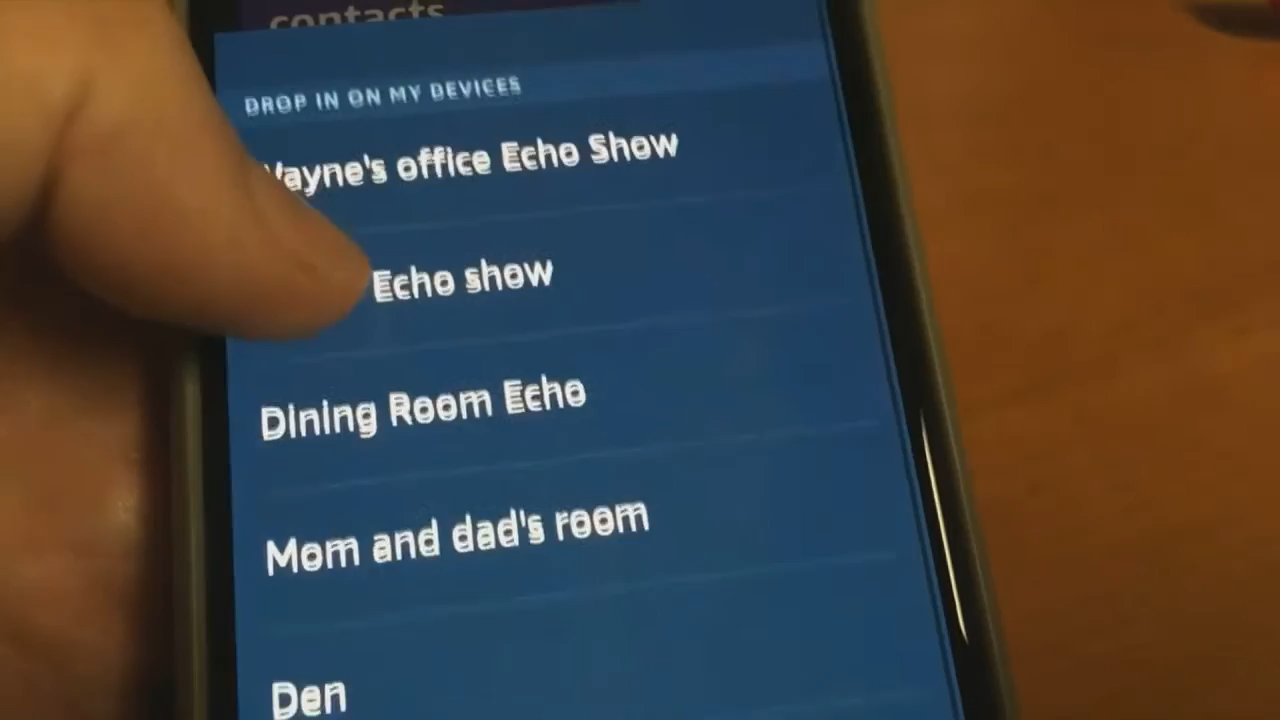 contacts
DROP IN ON MY DEVICES
Wayne's office Echo Show
Echo show
Dining Room Echo
Mom and dad's room
Den